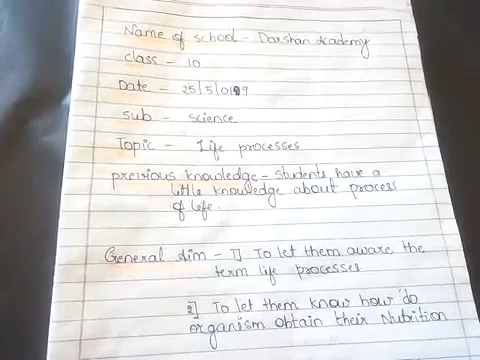 Name of school - Darshan Academy
class - 10
Date - 25/5/019
sub - science
Topic - Life processes
previous knowledge - students have a
little knowledge about process
of life.
General Aim - 1] To let them aware the
term life processes
2] To let them know how do
organism obtain their Nutrition